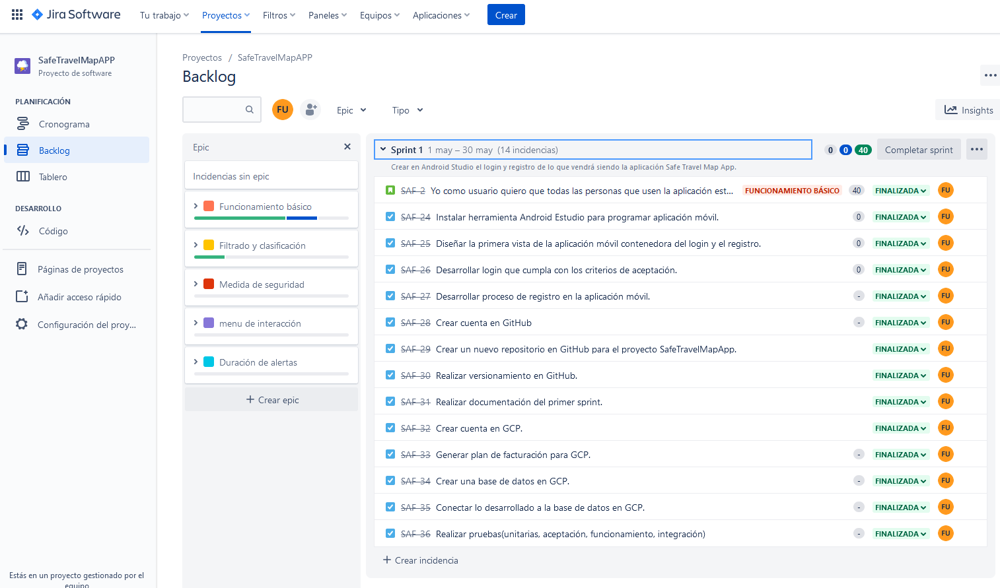 Jira Software
Tu trabajo
Proyectos
Filtros
Paneles
Equipos
Aplicaciones
Crear
SafeTravelMapAPP
Proyecto de software
PLANIFICACIÓN
Cronograma
Backlog
Tablero
DESARROLLO
Código
Páginas de proyectos
Añadir acceso rápido
Configuración del proy...
Estás en un proyecto gestionado por el
equipo
Proyectos / SafeTravelMapAPP
Backlog
FU
Epic
Tipo
Insights
Epic
Incidencias sin epic
Funcionamiento básico
Filtrado y clasificación
Medida de seguridad
menu de interacción
Duración de alertas
+ Crear epic
Sprint 1 1 may – 30 may (14 incidencias) 0 0 40 Completar sprint
Crear en Android Studio el login y registro de lo que vendrá siendo la aplicación Safe Travel Map App.
SAF-2 Yo como usuario quiero que todas las personas que usen la aplicación est... FUNCIONAMIENTO BÁSICO 40 FINALIZADA FU
SAF-24 Instalar herramienta Android Estudio para programar aplicación móvil. 0 FINALIZADA FU
SAF-25 Diseñar la primera vista de la aplicación móvil contenedora del login y el registro. 0 FINALIZADA FU
SAF-26 Desarrollar login que cumpla con los criterios de aceptación. 0 FINALIZADA FU
SAF-27 Desarrollar proceso de registro en la aplicación móvil. - FINALIZADA FU
SAF-28 Crear cuenta en GitHub - FINALIZADA FU
SAF-29 Crear un nuevo repositorio en GitHub para el proyecto SafeTravelMapApp. FINALIZADA FU
SAF-30 Realizar versionamiento en GitHub. FINALIZADA FU
SAF-31 Realizar documentación del primer sprint. FINALIZADA FU
SAF-32 Crear cuenta en GCP. FINALIZADA FU
SAF-33 Generar plan de facturación para GCP. - FINALIZADA FU
SAF-34 Crear una base de datos en GCP. - FINALIZADA FU
SAF-35 Conectar lo desarrollado a la base de datos en GCP. - FINALIZADA FU
SAF-36 Realizar pruebas(unitarias, aceptación, funcionamiento, integración) - FINALIZADA FU
+ Crear incidencia